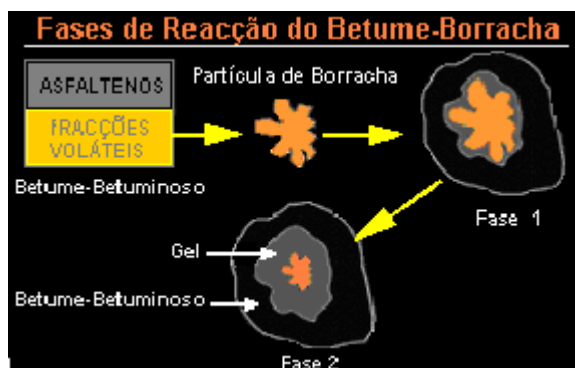 Fases de Reacção do Betume-Borracha
ASFALTENOS
FRACÇÕES
VOLÁTEIS
Betume-Betuminoso
Partícula de Borracha
Fase 1
Gel
Betume-Betuminoso
Fase 2